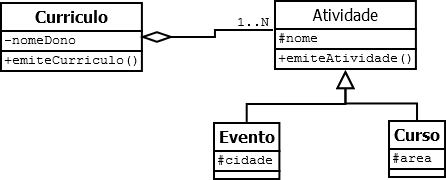 Curriculo
-nomeDono
+emiteCurriculo()
1..N
Atividade
#nome
+emiteAtividade()
Evento
#cidade
Curso
#area